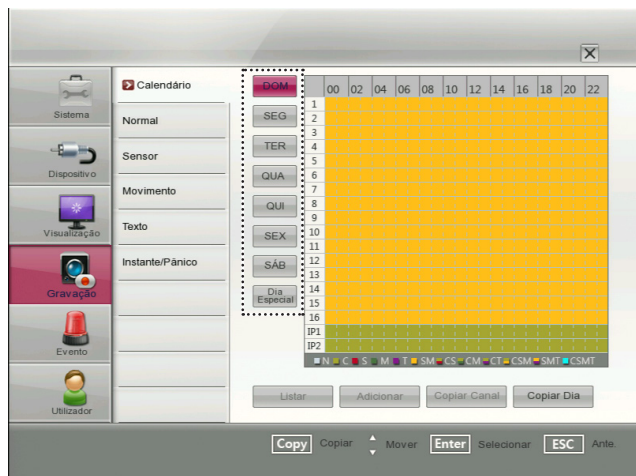 Sistema
Dispositivo
Visualização
Gravação
Evento
Utilizador
Calendário
Normal
Sensor
Movimento
Texto
Instante/Pânico
DOM
SEG
TER
QUA
QUI
SEX
SÁB
Dia
Especial
00 02 04 06 08 10 12 14 16 18 20 22
1
2
3
4
5
6
7
8
9
10
11
12
13
14
15
16
IP1
IP2
N C S M T SM CS CM CT CSM SMT CSMT
Listar Adicionar Copiar Canal Copiar Dia
Copy Copiar Mover Enter Selecionar ESC Ante.